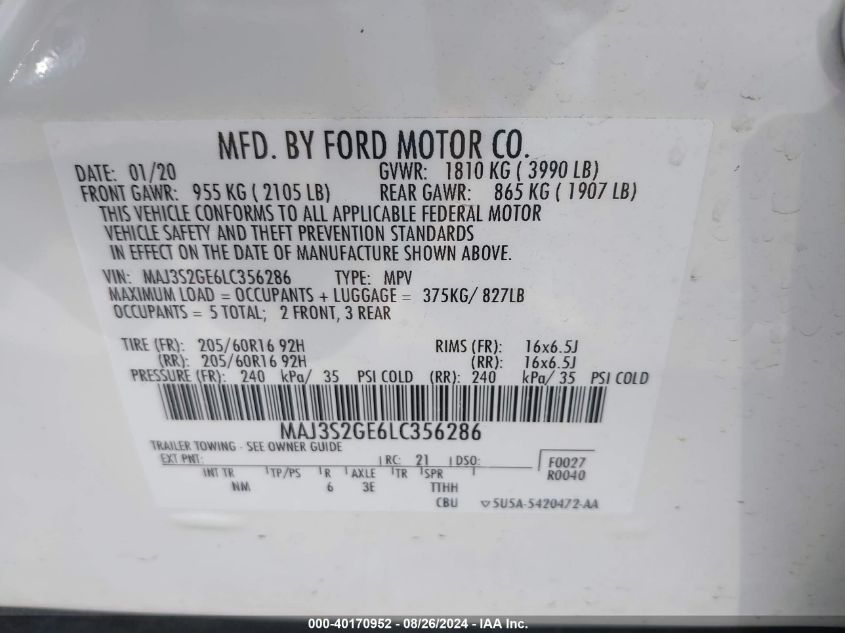 MFD. BY FORD MOTOR CO.
DATE: 01/20 GVWR: 1810 KG ( 3990 LB)
FRONT GAWR: 955 KG ( 2105 LB) REAR GAWR: 865 KG ( 1907 LB)
THIS VEHICLE CONFORMS TO ALL APPLICABLE FEDERAL MOTOR
VEHICLE SAFETY AND THEFT PREVENTION STANDARDS
IN EFFECT ON THE DATE OF MANUFACTURE SHOWN ABOVE.
VIN: MAJ3S2GE6LC356286 TYPE: MPV
MAXIMUM LOAD = OCCUPANTS + LUGGAGE = 375KG/ 827LB
OCCUPANTS = 5 TOTAL; 2 FRONT, 3 REAR
TIRE (FR): 205/60R16 92H RIMS (FR): 16x6.5J
(RR): 205/60R16 92H (RR): 16x6.5J
PRESSURE (FR): 240 kPa/ 35 PSI COLD (RR): 240 kPa/ 35 PSI COLD
MAJ3S2GE6LC356286
TRAILER TOWING - SEE OWNER GUIDE
EXT PNT: RC: 21 DSO: F0027
R0040
INT TR TP/PS R AXLE TR SPR
NM 6 3E TTHH
CBU 5U5A-5420472-AA
000-40170952 - 08/26/2024 - IAA Inc.